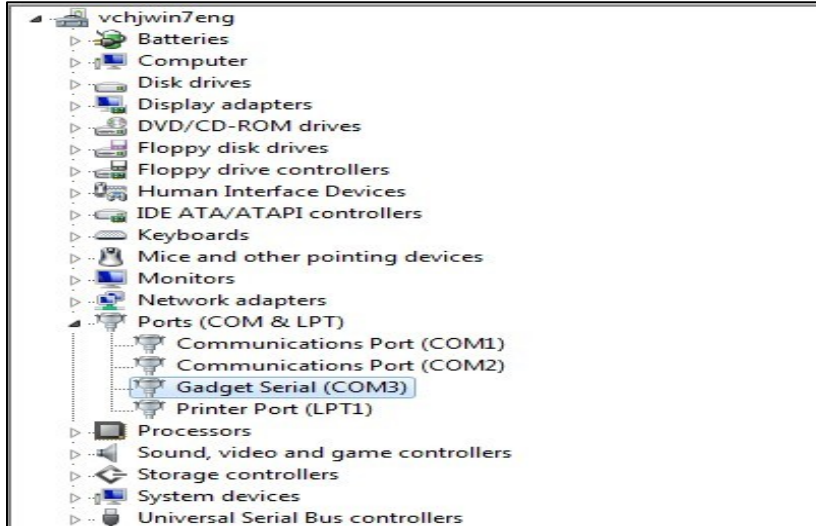 vchjwin7eng
Batteries
Computer
Disk drives
Display adapters
DVD/CD-ROM drives
Floppy disk drives
Floppy drive controllers
Human Interface Devices
IDE ATA/ATAPI controllers
Keyboards
Mice and other pointing devices
Monitors
Network adapters
Ports (COM & LPT)
Communications Port (COM1)
Communications Port (COM2)
Gadget Serial (COM3)
Printer Port (LPT1)
Processors
Sound, video and game controllers
Storage controllers
System devices
Universal Serial Bus controllers